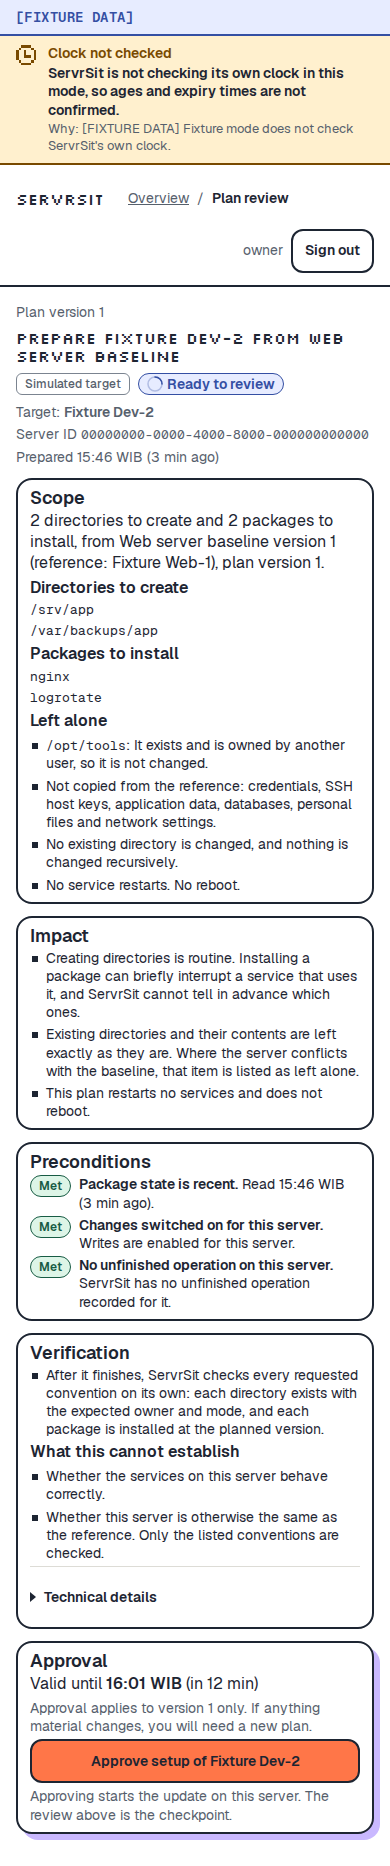 [FIXTURE DATA]
Clock not checked
ServrSit is not checking its own clock in this
mode, so ages and expiry times are not
confirmed.
Why: [FIXTURE DATA] Fixture mode does not check
ServrSit's own clock.
SERVRSIT
Overview / Plan review
owner Sign out
Plan version 1
PREPARE FIXTURE DEV-2 FROM WEB
SERVER BASELINE
Simulated target Ready to review
Target: Fixture Dev-2
Server ID 00000000-0000-4000-8000-000000000000
Prepared 15:46 WIB (3 min ago)
Scope
2 directories to create and 2 packages to
install, from Web server baseline version 1
(reference: Fixture Web-1), plan version 1.
Directories to create
/srv/app
/var/backups/app
Packages to install
nginx
logrotate
Left alone
/opt/tools: It exists and is owned by another
user, so it is not changed.
Not copied from the reference: credentials, SSH
host keys, application data, databases, personal
files and network settings.
No existing directory is changed, and nothing is
changed recursively.
No service restarts. No reboot.
Impact
Creating directories is routine. Installing a
package can briefly interrupt a service that uses
it, and ServrSit cannot tell in advance which
ones.
Existing directories and their contents are left
exactly as they are. Where the server conflicts
with the baseline, that item is listed as left alone.
This plan restarts no services and does not
reboot.
Preconditions
Met Package state is recent. Read 15:46 WIB
(3 min ago).
Met Changes switched on for this server.
Writes are enabled for this server.
Met No unfinished operation on this server.
ServrSit has no unfinished operation
recorded for it.
Verification
After it finishes, ServrSit checks every requested
convention on its own: each directory exists with
the expected owner and mode, and each
package is installed at the planned version.
What this cannot establish
Whether the services on this server behave
correctly.
Whether this server is otherwise the same as
the reference. Only the listed conventions are
checked.
Technical details
Approval
Valid until 16:01 WIB (in 12 min)
Approval applies to version 1 only. If anything
material changes, you will need a new plan.
Approve setup of Fixture Dev-2
Approving starts the update on this server. The
review above is the checkpoint.